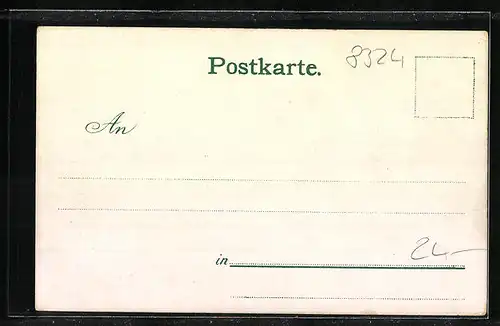 Postkarte. 8324
An
24.-
in